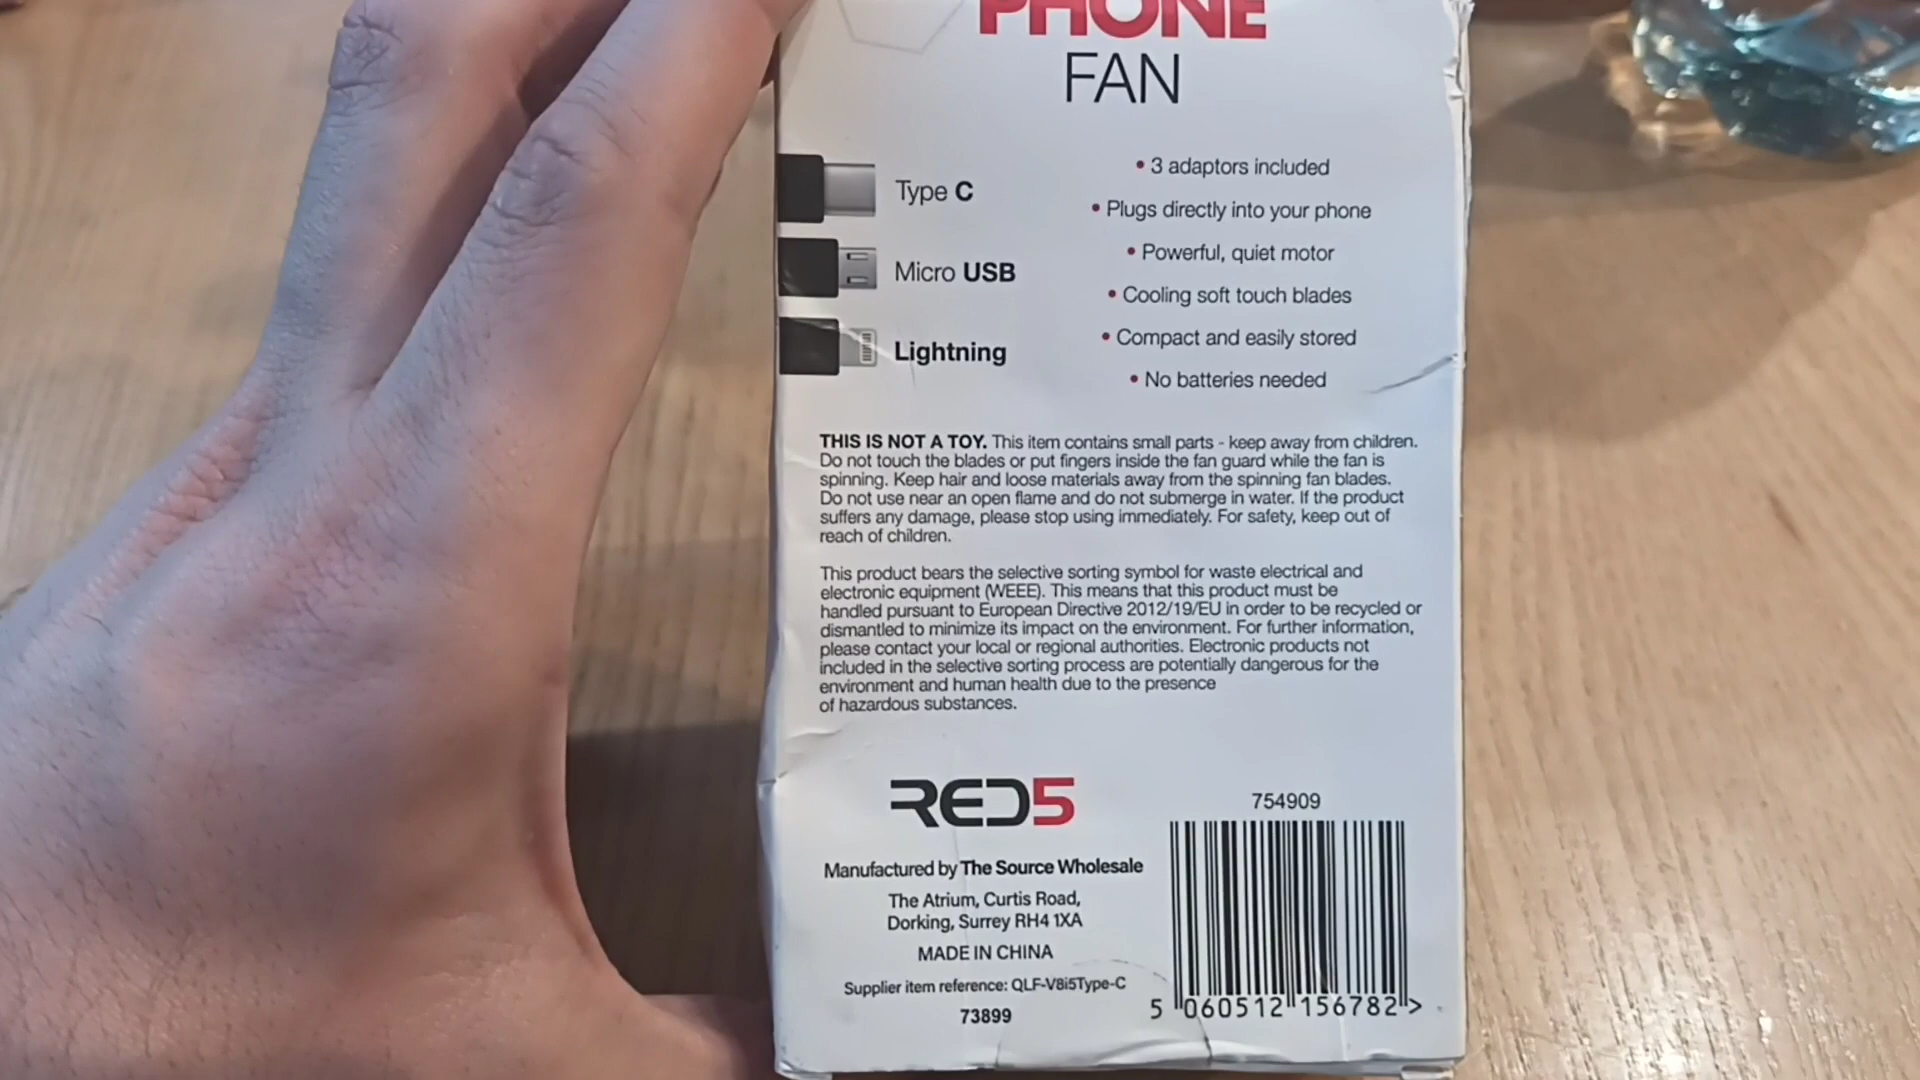 PHONE
FAN
Type C
Micro USB
Lightning
• 3 adaptors included
• Plugs directly into your phone
• Powerful, quiet motor
• Cooling soft touch blades
• Compact and easily stored
• No batteries needed
THIS IS NOT A TOY. This item contains small parts - keep away from children.
Do not touch the blades or put fingers inside the fan guard while the fan is
spinning. Keep hair and loose materials away from the spinning fan blades.
Do not use near an open flame and do not submerge in water. If the product
suffers any damage, please stop using immediately. For safety, keep out of
reach of children.
This product bears the selective sorting symbol for waste electrical and
electronic equipment (WEEE). This means that this product must be
handled pursuant to European Directive 2012/19/EU in order to be recycled or
dismantled to minimize its impact on the environment. For further information,
please contact your local or regional authorities. Electronic products not
included in the selective sorting process are potentially dangerous for the
environment and human health due to the presence
of hazardous substances.
RED5
Manufactured by The Source Wholesale
The Atrium, Curtis Road,
Dorking, Surrey RH4 1XA
MADE IN CHINA
Supplier item reference: QLF-V8i5Type-C
73899
754909
5 060512 156782 >